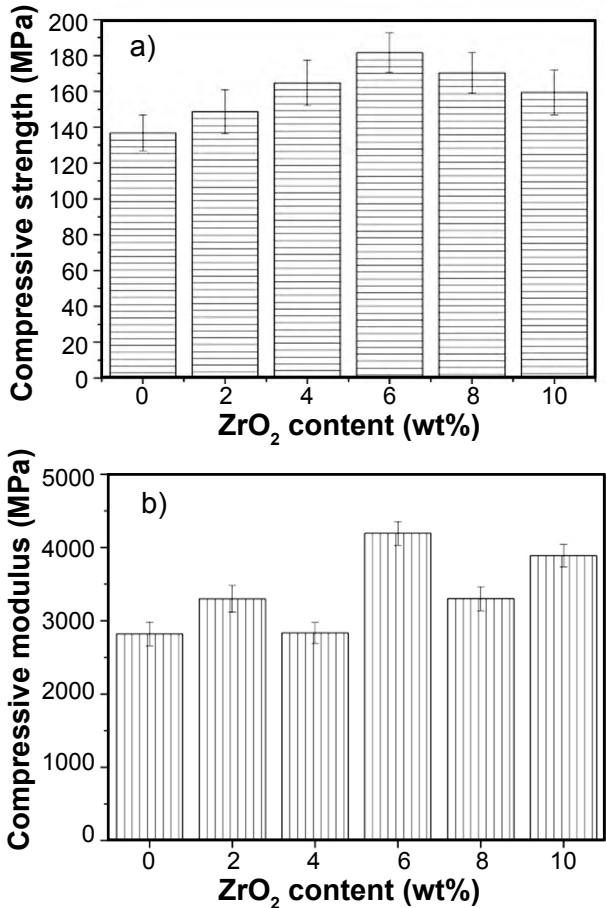 a)
Compressive strength (MPa)
200
180
160
140
120
100
80
60
40
20
0
0 2 4 6 8 10
ZrO₂ content (wt%)
b)
Compressive modulus (MPa)
5000
4000
3000
2000
1000
0
0 2 4 6 8 10
ZrO₂ content (wt%)